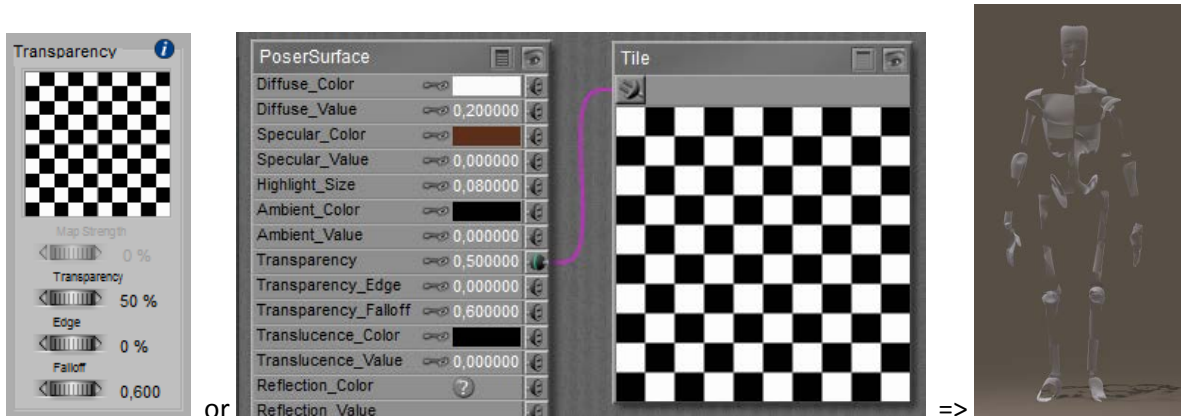 Transparency i
Map Strength
0 %
Transparency
50 %
Edge
0 %
Falloff
0,600
or
PoserSurface
Diffuse_Color
Diffuse_Value 0,200000
Specular_Color
Specular_Value 0,000000
Highlight_Size 0,080000
Ambient_Color
Ambient_Value 0,000000
Transparency 0,500000
Transparency_Edge 0,000000
Transparency_Falloff 0,600000
Translucence_Color
Translucence_Value 0,000000
Reflection_Color ?
Reflection_Value
Tile
=>